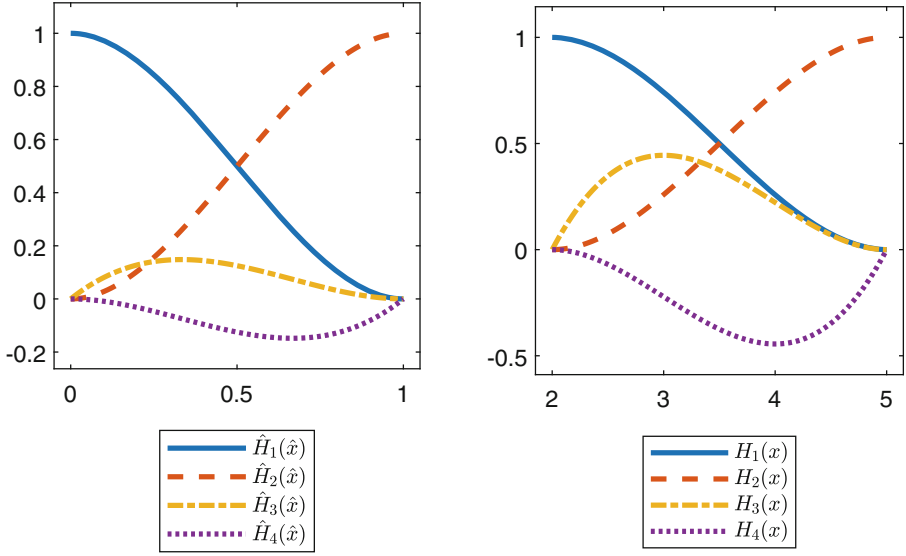 1
0.8
0.6
0.4
0.2
0
-0.2
0
0.5
1
Ĥ₁(x̂)
Ĥ₂(x̂)
Ĥ₃(x̂)
Ĥ₄(x̂)
1
0.5
0
-0.5
2
3
4
5
H₁(x)
H₂(x)
H₃(x)
H₄(x)